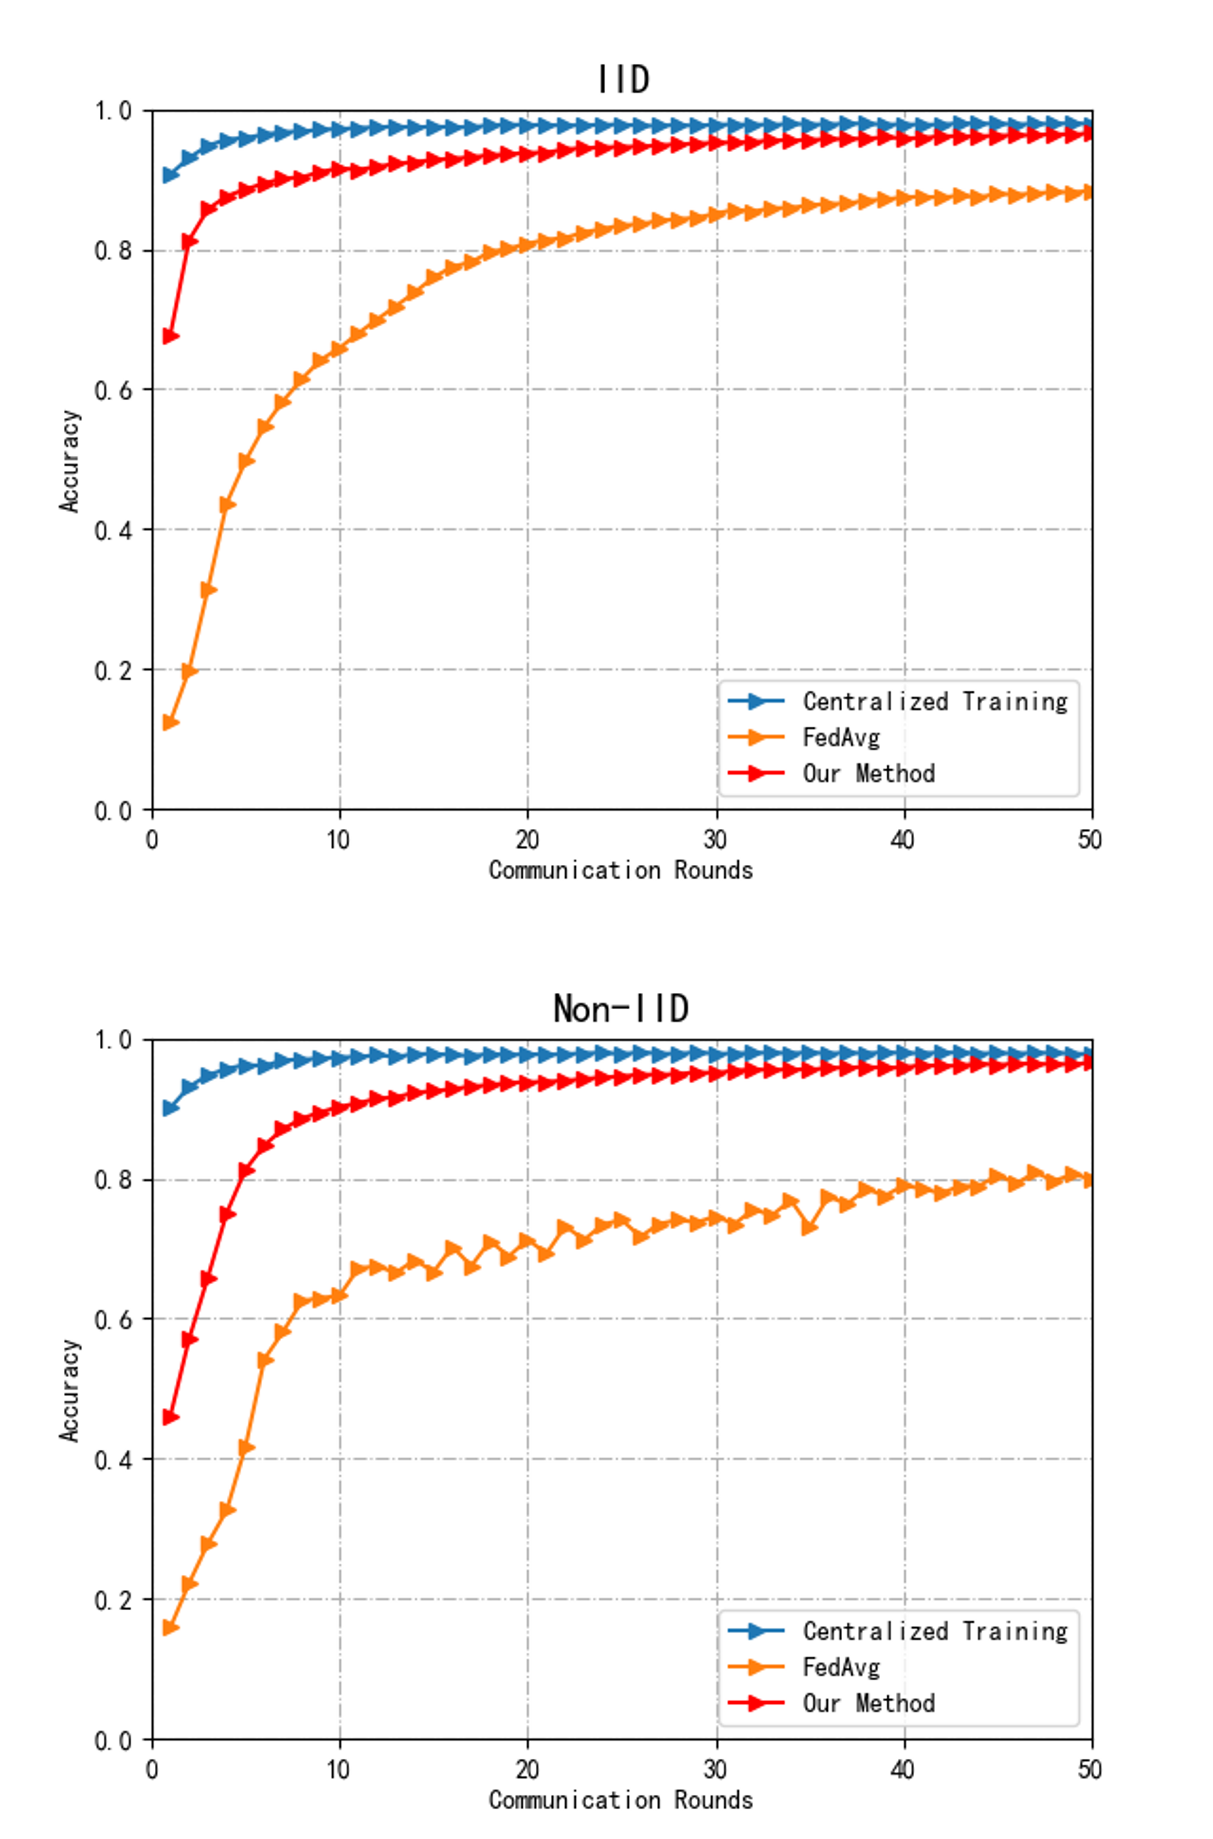 IID
1.0
0.8
0.6
0.4
0.2
0.0
Accuracy
Centralized Training
FedAvg
Our Method
0 10 20 30 40 50
Communication Rounds
Non-IID
1.0
0.8
0.6
0.4
0.2
0.0
Accuracy
Centralized Training
FedAvg
Our Method
0 10 20 30 40 50
Communication Rounds